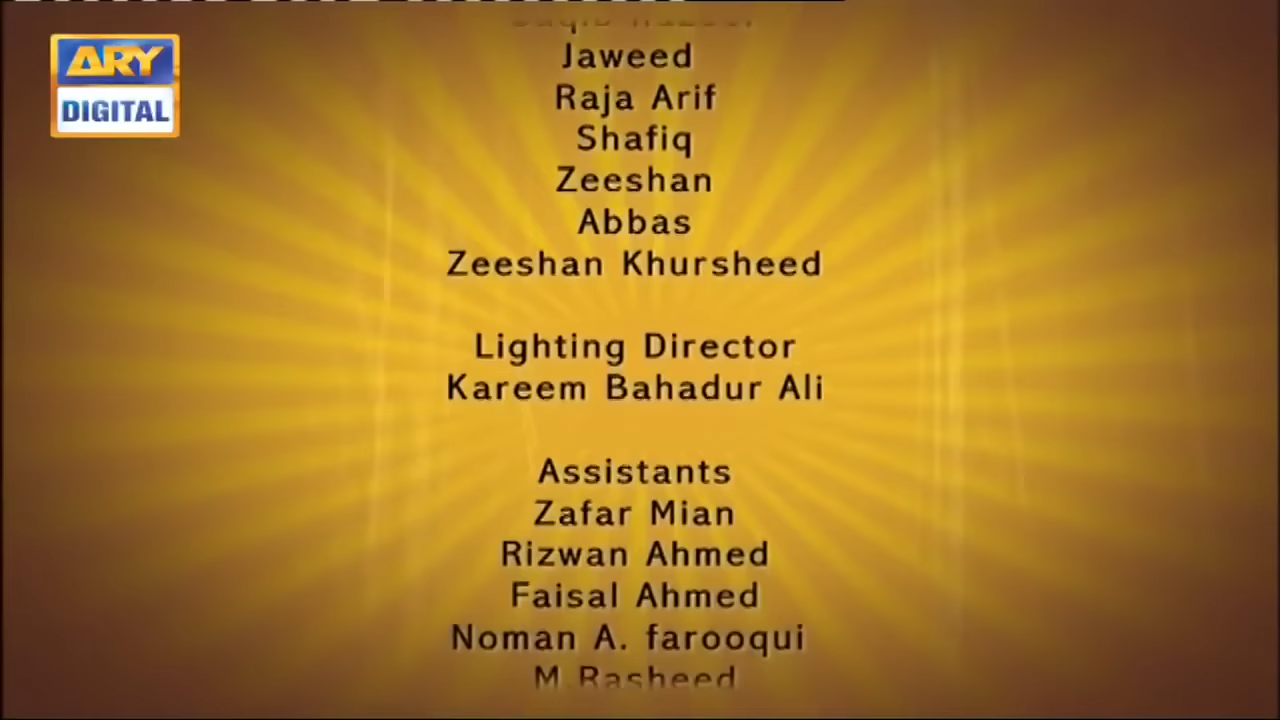 ARY
DIGITAL
Jaweed
Raja Arif
Shafiq
Zeeshan
Abbas
Zeeshan Khursheed
Lighting Director
Kareem Bahadur Ali
Assistants
Zafar Mian
Rizwan Ahmed
Faisal Ahmed
Noman A. farooqui
M.Rasheed